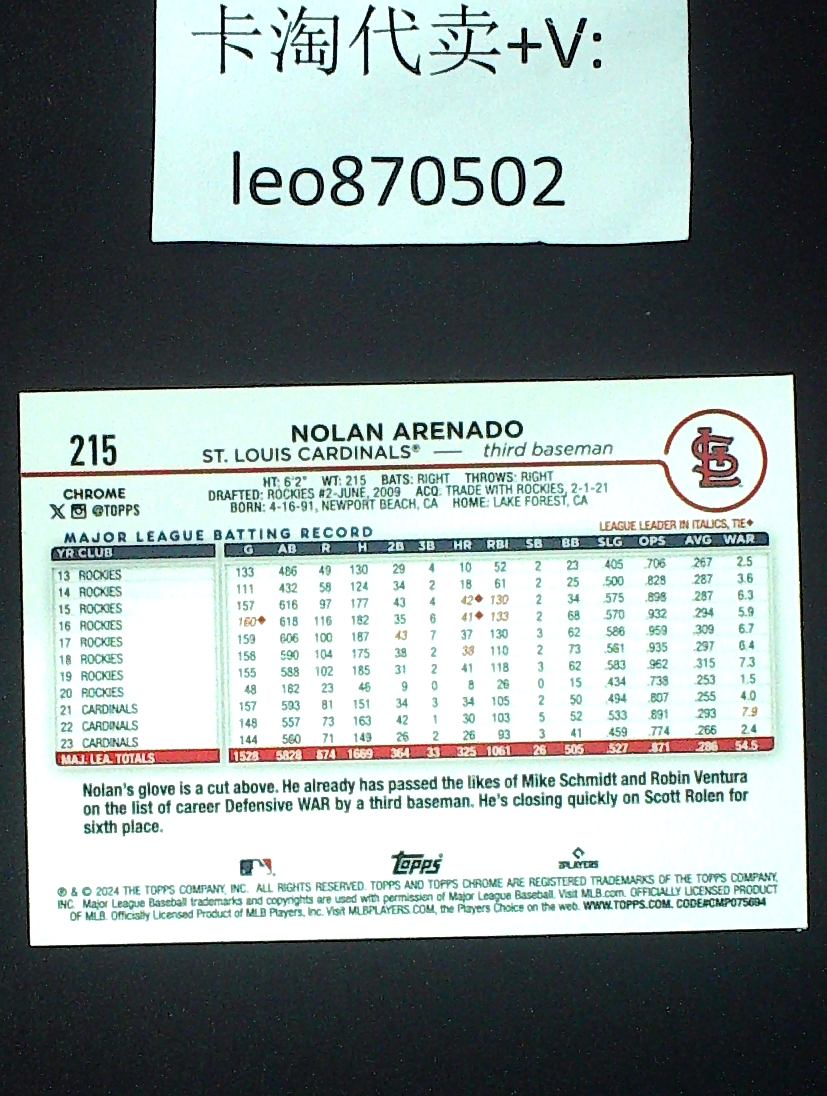 卡淘代卖+V:
leo870502
215
NOLAN ARENADO
ST. LOUIS CARDINALS® — third baseman
HT: 6'2" WT: 215 BATS: RIGHT THROWS: RIGHT
DRAFTED: ROCKIES #2-JUNE, 2009 ACQ: TRADE WITH ROCKIES, 2-1-21
BORN: 4-16-91, NEWPORT BEACH, CA HOME: LAKE FOREST, CA
CHROME
@TOPPS
MAJOR LEAGUE BATTING RECORD
LEAGUE LEADER IN ITALICS, TIE◆
YR CLUB G AB R H 2B 3B HR RBI SB BB SLG OPS AVG WAR
13 ROCKIES 133 486 49 130 29 4 10 52 2 23 .405 .706 .267 2.5
14 ROCKIES 111 432 58 124 34 2 18 61 2 25 .500 .828 .287 3.6
15 ROCKIES 157 616 97 177 43 4 42◆ 130 2 34 .575 .898 .287 6.3
16 ROCKIES 160◆ 618 116 182 35 6 41◆ 133 2 68 .570 .932 .294 5.9
17 ROCKIES 159 606 100 187 43 7 37 130 3 62 .586 .959 .309 6.7
18 ROCKIES 156 590 104 175 38 2 38 110 2 73 .561 .935 .297 6.4
19 ROCKIES 155 588 102 185 31 2 41 118 3 62 .583 .962 .315 7.3
20 ROCKIES 48 182 23 46 9 0 8 26 0 15 .434 .738 .253 1.5
21 CARDINALS 157 593 81 151 34 3 34 105 2 50 .494 .807 .255 4.0
22 CARDINALS 148 557 73 163 42 1 30 103 5 52 .533 .891 .293 7.9
23 CARDINALS 144 560 71 149 26 2 26 93 3 41 .459 .774 .266 2.4
MAJ. LEA. TOTALS 1528 5828 874 1669 364 33 325 1061 26 505 .527 .871 .286 54.5
Nolan's glove is a cut above. He already has passed the likes of Mike Schmidt and Robin Ventura
on the list of career Defensive WAR by a third baseman. He's closing quickly on Scott Rolen for
sixth place.
Topps
PLAYERS
® & © 2024 THE TOPPS COMPANY, INC. ALL RIGHTS RESERVED. TOPPS AND TOPPS CHROME ARE REGISTERED TRADEMARKS OF THE TOPPS COMPANY,
INC. Major League Baseball trademarks and copyrights are used with permission of Major League Baseball. Visit MLB.com. OFFICIALLY LICENSED PRODUCT
OF MLB. Officially Licensed Product of MLB Players, Inc. Visit MLBPLAYERS.COM, the Players Choice on the web. WWW.TOPPS.COM. CODE#CMP075694